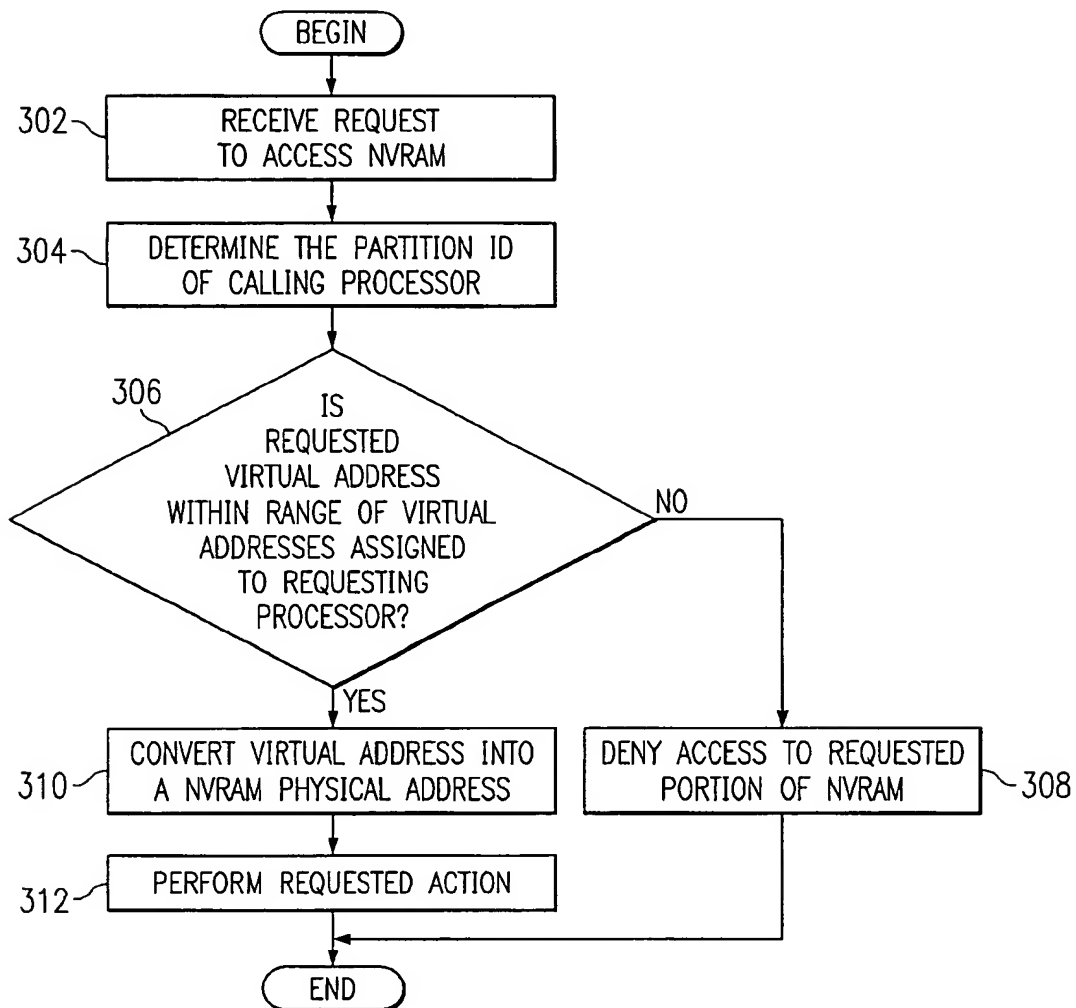 BEGIN
302
RECEIVE REQUEST
TO ACCESS NVRAM
304
DETERMINE THE PARTITION ID
OF CALLING PROCESSOR
306
IS
REQUESTED
VIRTUAL ADDRESS
WITHIN RANGE OF VIRTUAL
ADDRESSES ASSIGNED
TO REQUESTING
PROCESSOR?
NO
YES
310
CONVERT VIRTUAL ADDRESS INTO
A NVRAM PHYSICAL ADDRESS
DENY ACCESS TO REQUESTED
PORTION OF NVRAM
308
312
PERFORM REQUESTED ACTION
END